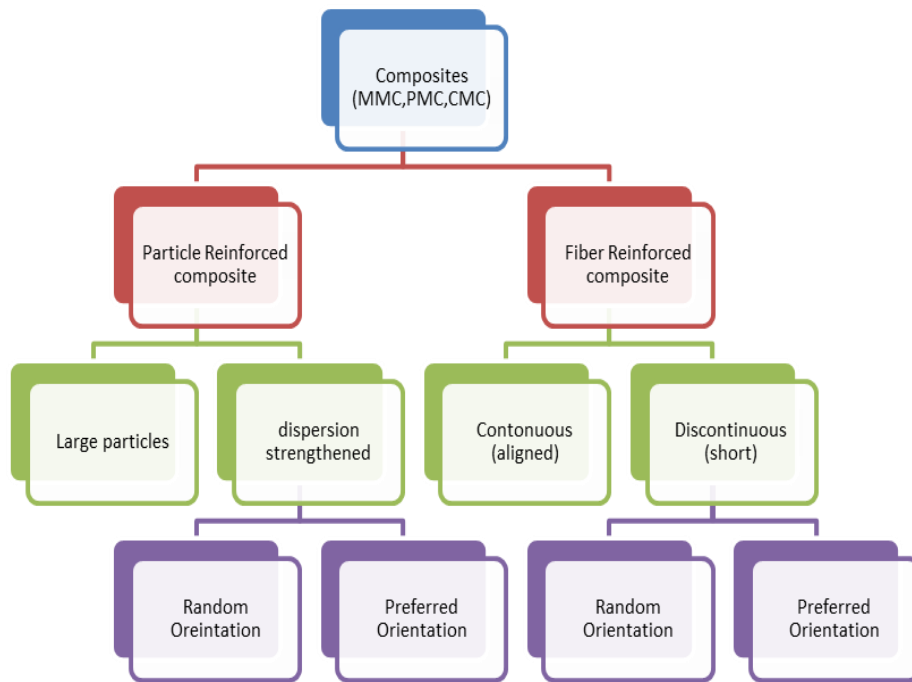 Composites
(MMC,PMC,CMC)
Particle Reinforced
composite
Fiber Reinforced
composite
Large particles
dispersion
strengthened
Contonuous
(aligned)
Discontinuous
(short)
Random
Oreintation
Preferred
Orientation
Random
Orientation
Preferred
Orientation